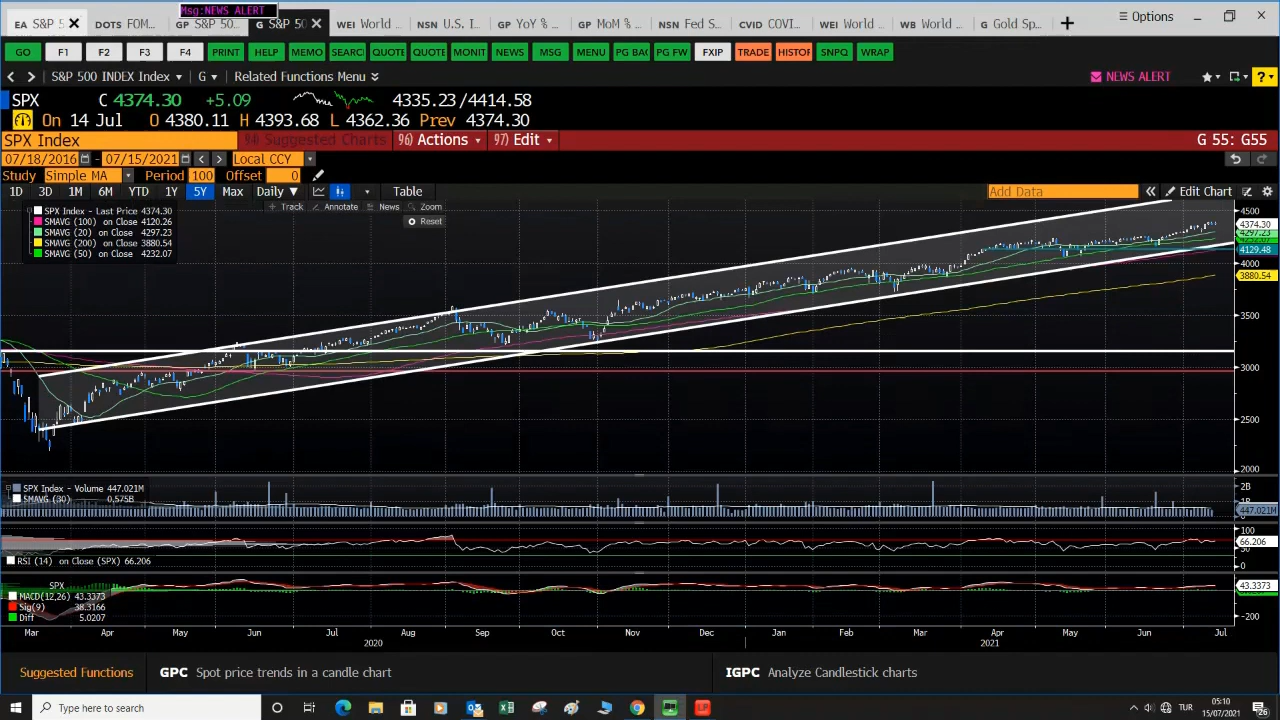 Msg:NEWS ALERT
EA S&P 5 DOTS FOM... GP S&P 50 G S&P 50 WEI World ... NSN U.S. I... GP YoY % ... GP MoM % ... NSN Fed S... CVID COVI... WEI World ... WB World ... G Gold Sp... + Options
GO F1 F2 F3 F4 PRINT HELP MEMO SEARC QUOTE QUOTE MONIT NEWS MSG MENU PG BAC PG FW FXIP TRADE HISTOF SNPQ WRAP
S&P 500 INDEX Index G Related Functions Menu NEWS ALERT ?
SPX C 4374.30 +5.09 4335.23/4414.58
On 14 Jul O 4380.11 H 4393.68 L 4362.36 Prev 4374.30
SPX Index 94) Suggested Charts 96) Actions 97) Edit G 55: G55
07/18/2016 - 07/15/2021 Local CCY
Study Simple MA Period 100 Offset 0
1D 3D 1M 6M YTD 1Y 5Y Max Daily Table Add Data Edit Chart
Track Annotate News Zoom
Reset
SPX Index - Last Price 4374.30
SMAVG (100) on Close 4120.26
SMAVG (20) on Close 4297.23
SMAVG (200) on Close 3880.54
SMAVG (50) on Close 4232.07
4500
4374.30
4297.23
4129.48
4000
3880.54
3500
3000
2500
2000
SPX Index - Volume 447.021M
SMAVG (30) 0.575B
2B
1B
447.021M
100
66.206
50
0
RSI (14) on Close (SPX) 66.206
SPX
MACD(12,26) 43.3373
Sig(9) 38.3166
Diff 5.0207
43.3373
-200
Mar Apr May Jun Jul Aug Sep Oct Nov Dec Jan Feb Mar Apr May Jun Jul
2020 2021
Suggested Functions GPC Spot price trends in a candle chart IGPC Analyze Candlestick charts
Type here to search TUR 05:10
15/07/2021 26